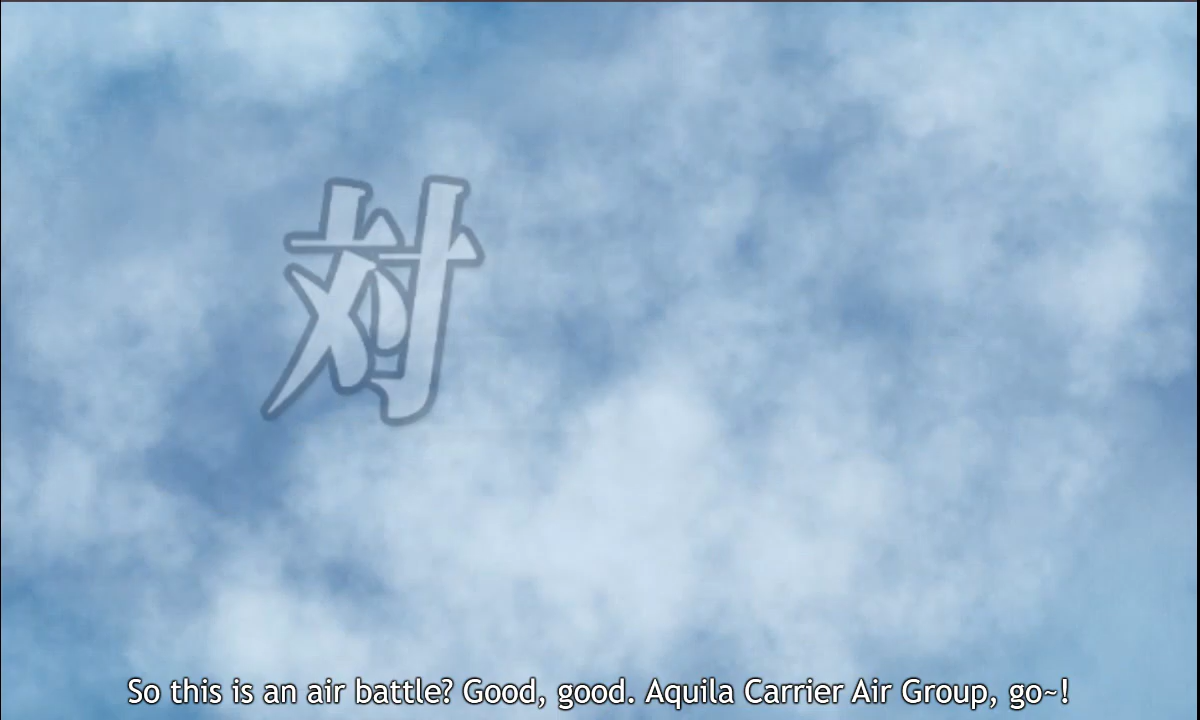 対
So this is an air battle? Good, good. Aquila Carrier Air Group, go~!